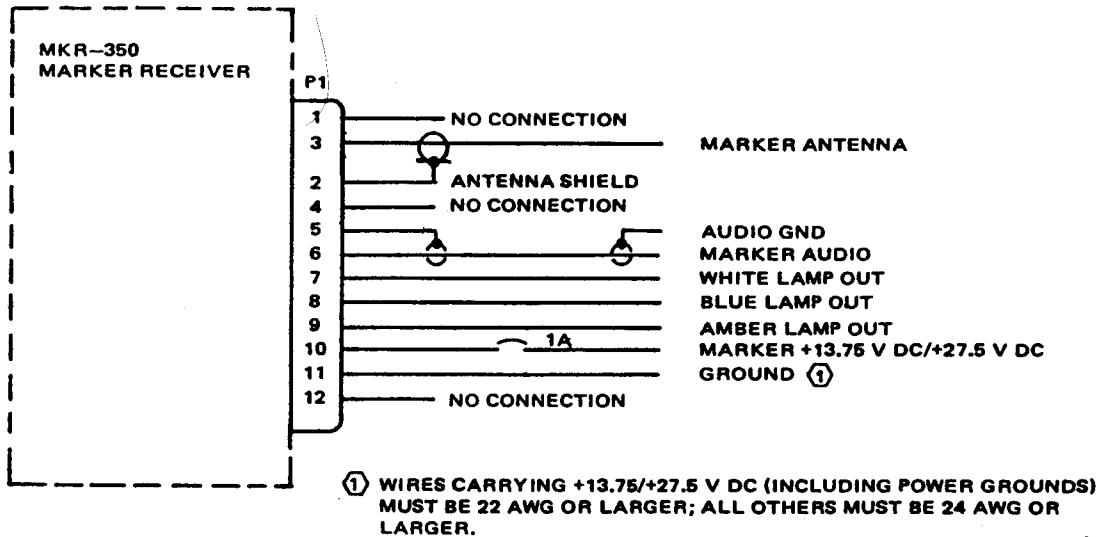 MKR-350
MARKER RECEIVER
P1
1 NO CONNECTION
3 MARKER ANTENNA
2 ANTENNA SHIELD
4 NO CONNECTION
5 AUDIO GND
6 MARKER AUDIO
7 WHITE LAMP OUT
8 BLUE LAMP OUT
9 AMBER LAMP OUT
10 1A MARKER +13.75 V DC/+27.5 V DC
11 GROUND 1
12 NO CONNECTION
1 WIRES CARRYING +13.75/+27.5 V DC (INCLUDING POWER GROUNDS)
MUST BE 22 AWG OR LARGER; ALL OTHERS MUST BE 24 AWG OR
LARGER.